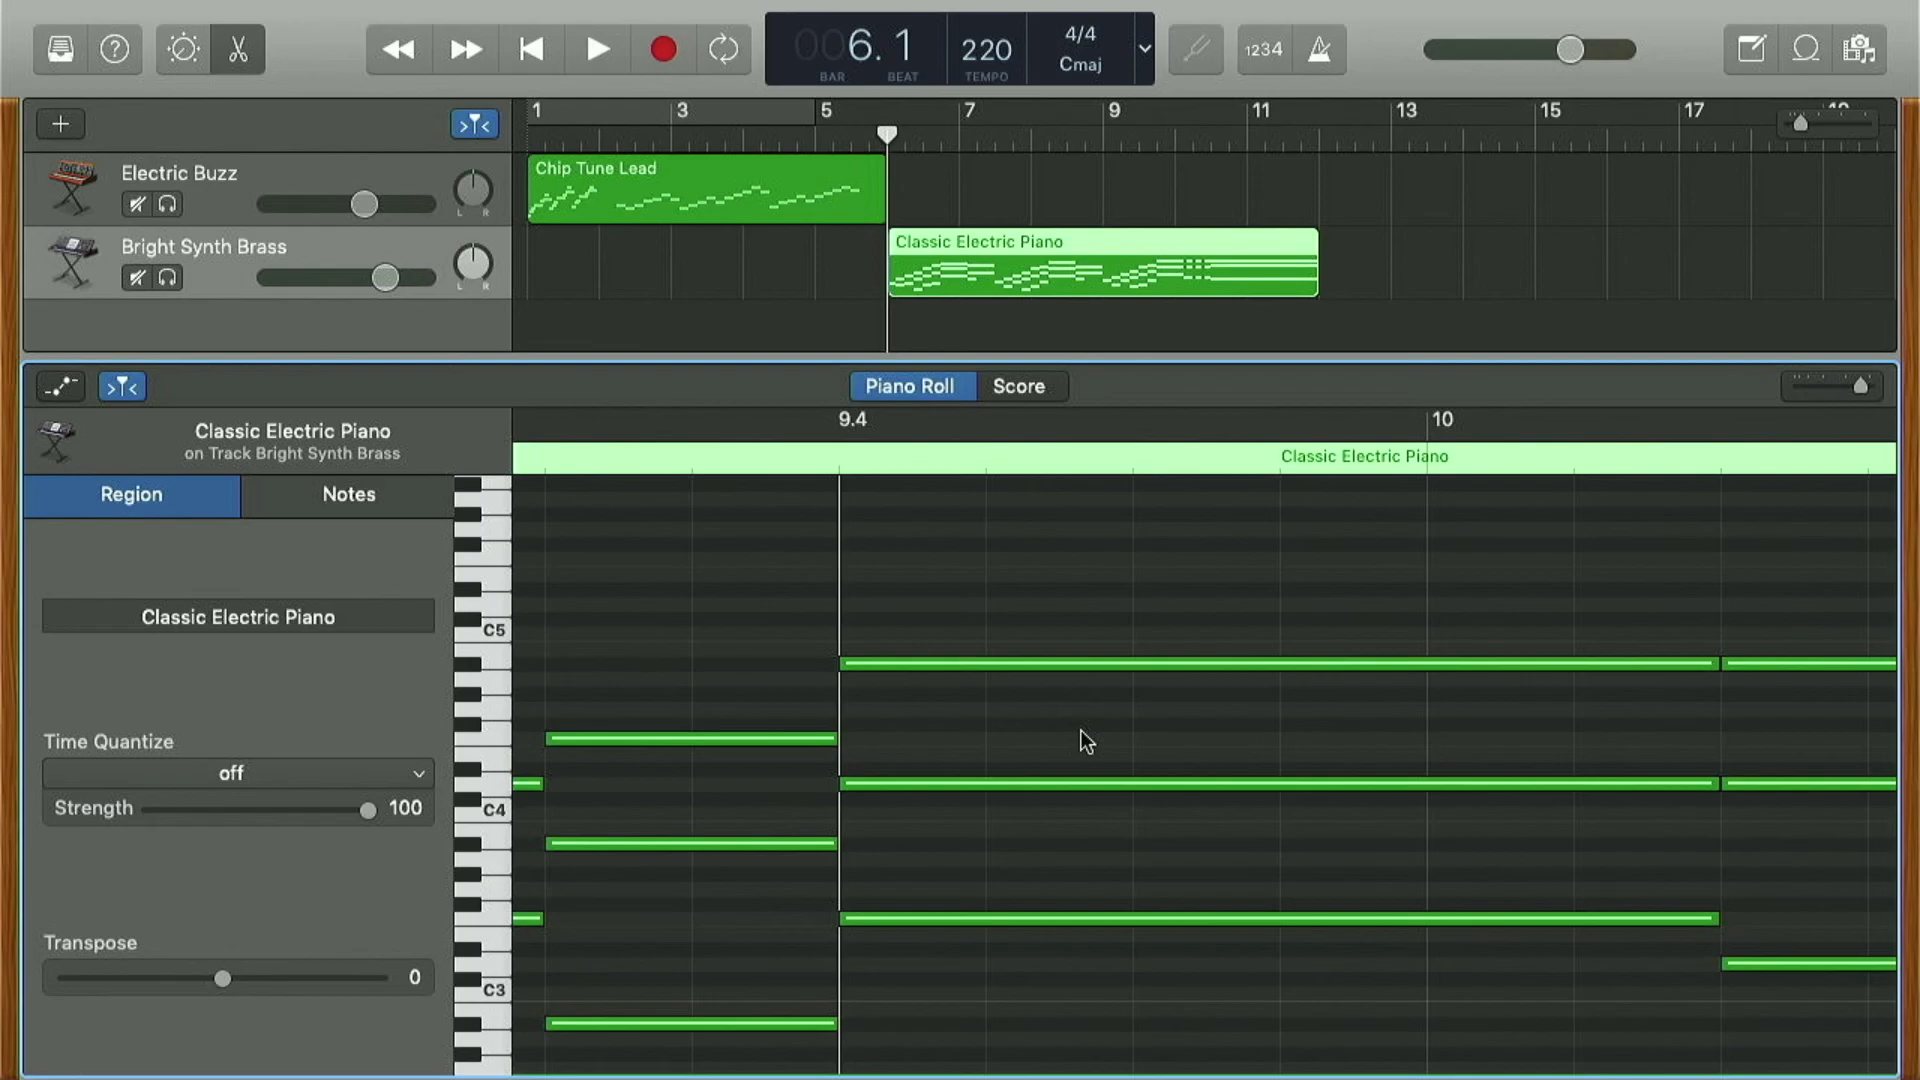 006.1
BAR BEAT
220
TEMPO
4/4
Cmaj
1234
1 3 5 7 9 11 13 15 17
Electric Buzz
L R
Chip Tune Lead
Bright Synth Brass
L R
Classic Electric Piano
Piano Roll Score
9.4 10
Classic Electric Piano
on Track Bright Synth Brass
Classic Electric Piano
Region Notes
Classic Electric Piano
C5
Time Quantize
off
Strength 100
C4
Transpose
0
C3